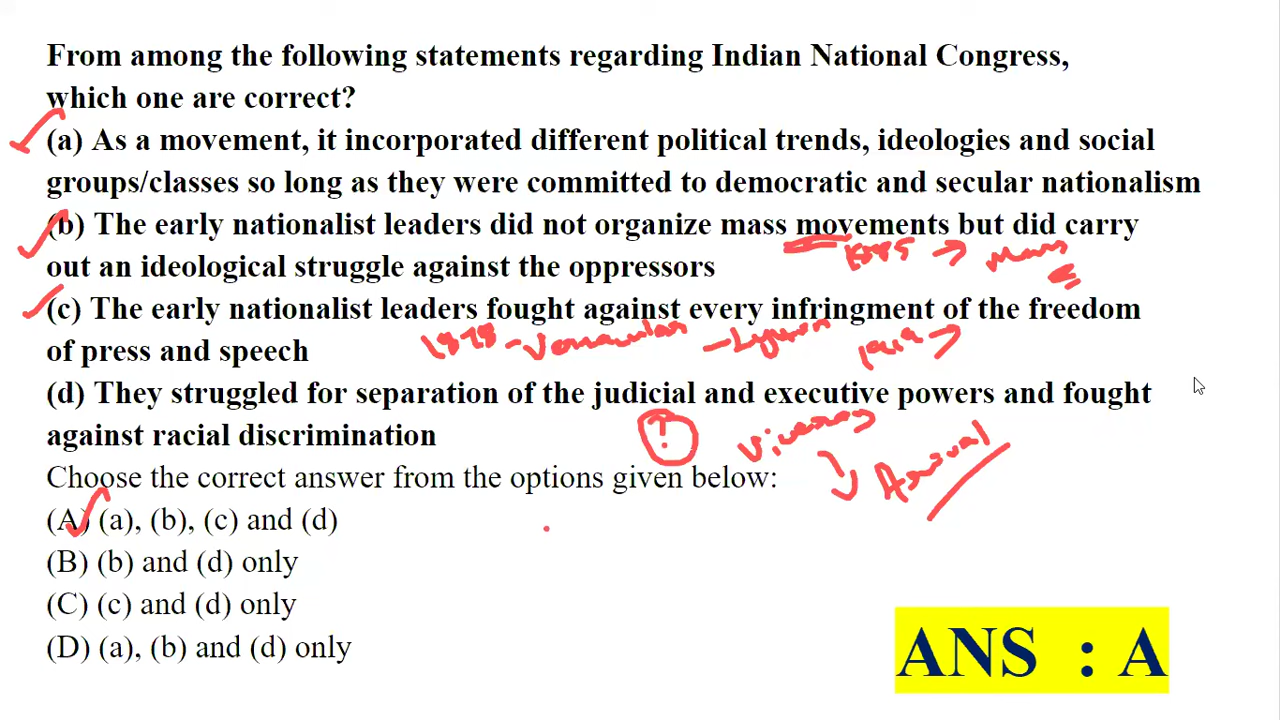 From among the following statements regarding Indian National Congress,
which one are correct?
(a) As a movement, it incorporated different political trends, ideologies and social
groups/classes so long as they were committed to democratic and secular nationalism
(b) The early nationalist leaders did not organize mass movements but did carry
out an ideological struggle against the oppressors
1885 → Mass
(c) The early nationalist leaders fought against every infringment of the freedom
of press and speech
1878 - Vernacular - Lytton
(d) They struggled for separation of the judicial and executive powers and fought
against racial discrimination
Choose the correct answer from the options given below:
(A) (a), (b), (c) and (d)
(B) (b) and (d) only
(C) (c) and (d) only
(D) (a), (b) and (d) only
ANS : A